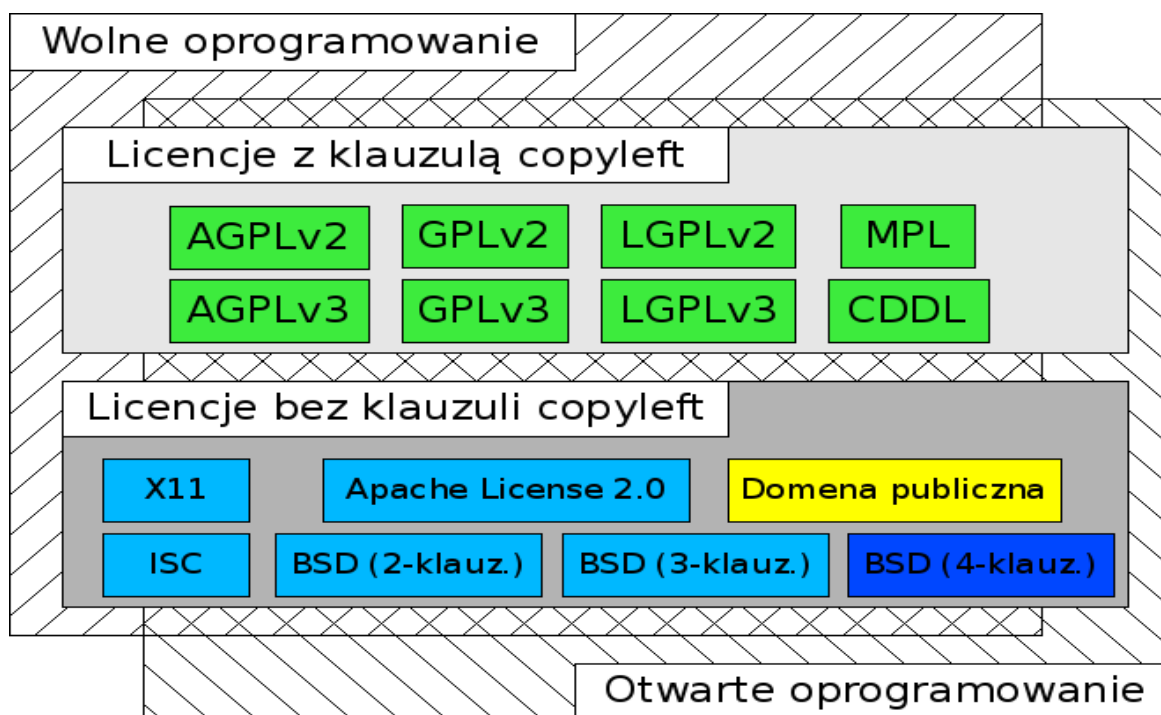 Wolne oprogramowanie
Licencje z klauzulą copyleft
AGPLv2 GPLv2 LGPLv2 MPL
AGPLv3 GPLv3 LGPLv3 CDDL
Licencje bez klauzuli copyleft
X11 Apache License 2.0 Domena publiczna
ISC BSD (2-klauz.) BSD (3-klauz.) BSD (4-klauz.)
Otwarte oprogramowanie